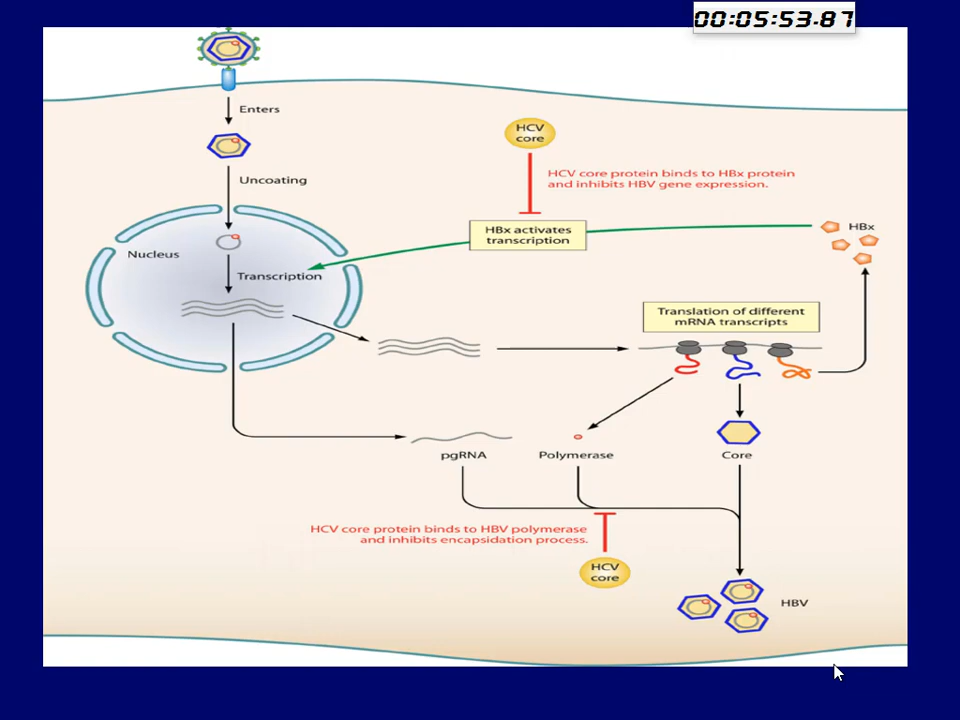 00:05:53.87
Enters
HCV
core
HCV core protein binds to HBx protein
and inhibits HBV gene expression.
Uncoating
HBx activates
transcription
HBx
Nucleus
Transcription
Translation of different
mRNA transcripts
pgRNA
Polymerase
Core
HCV core protein binds to HBV polymerase
and inhibits encapsidation process.
HCV
core
HBV